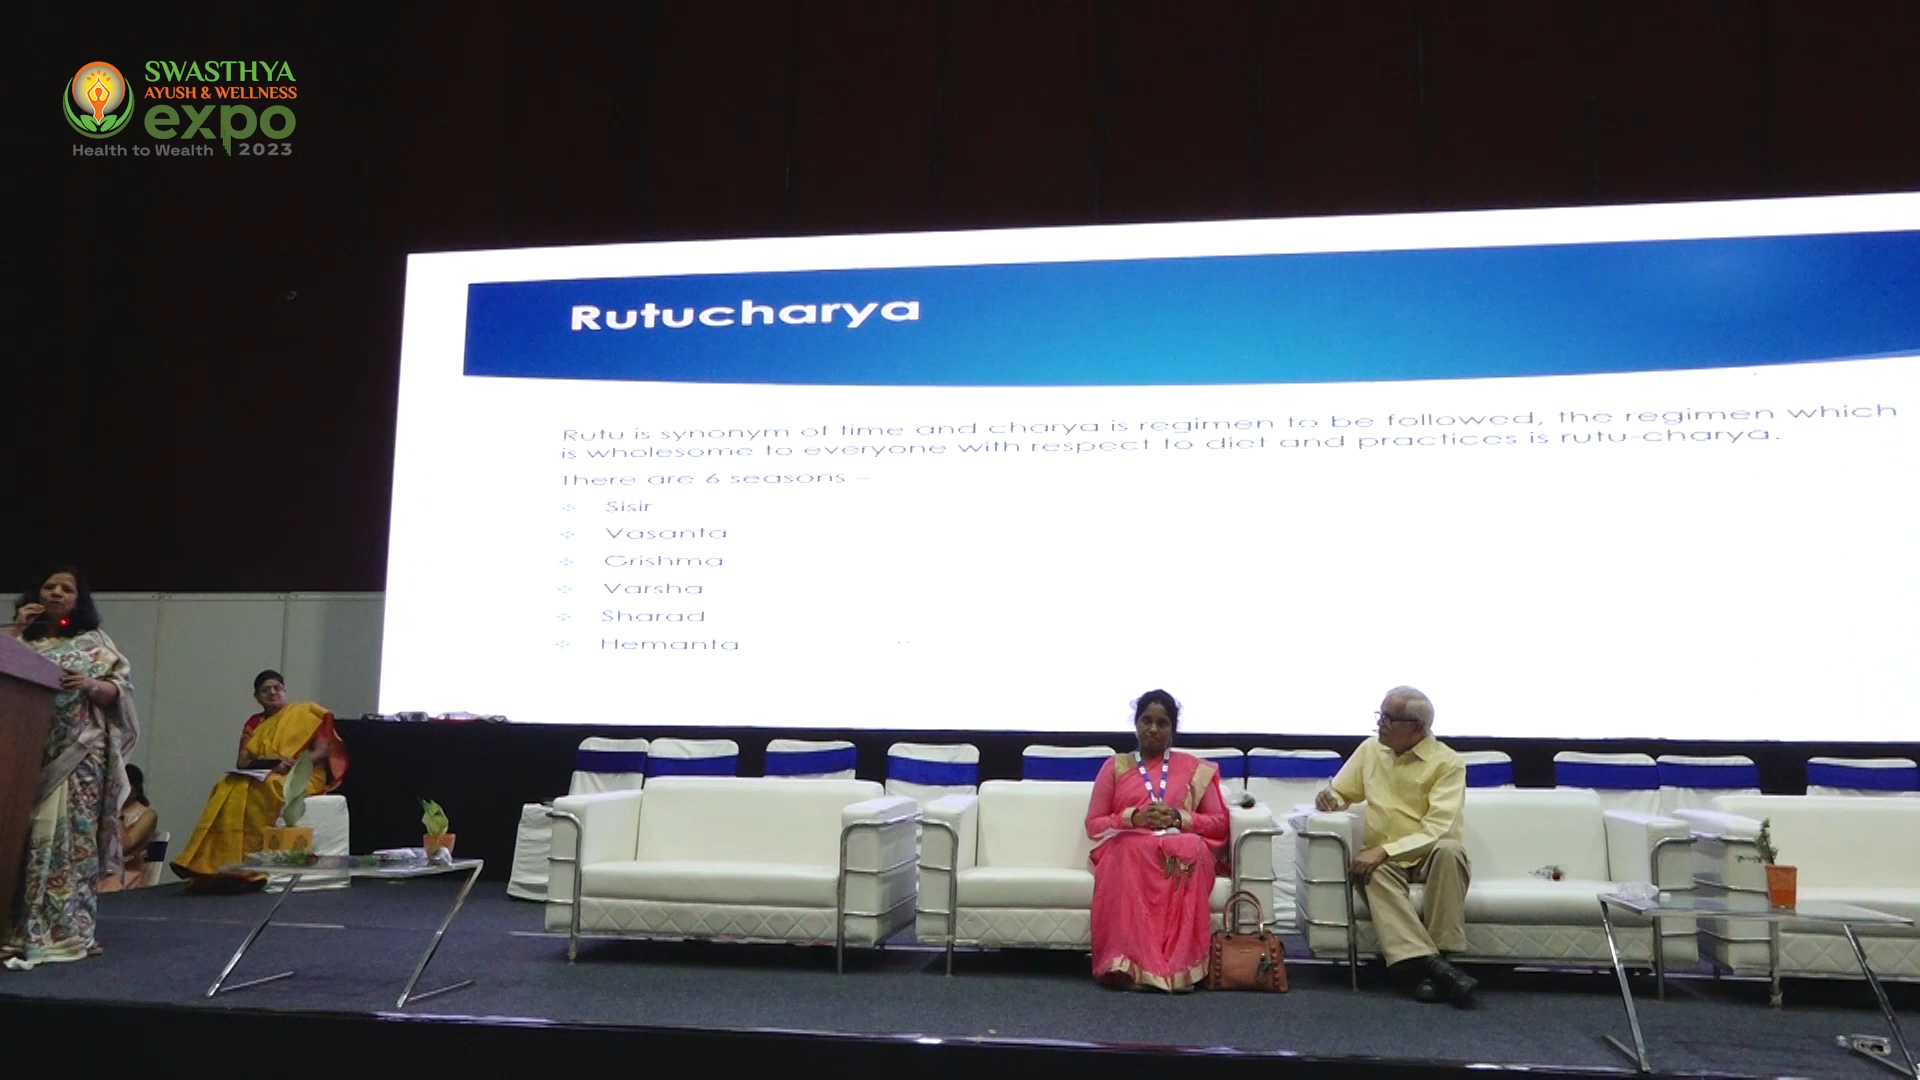 SWASTHYA
AYUSH & WELLNESS
expo
Health to Wealth 2023
Rutucharya
Rutu is synonym of time and charya is regimen to be followed, the regimen which
is wholesome to everyone with respect to diet and practices is rutu-charya.
There are 6 seasons –
Sisir
Vasanta
Grishma
Varsha
Sharad
Hemanta